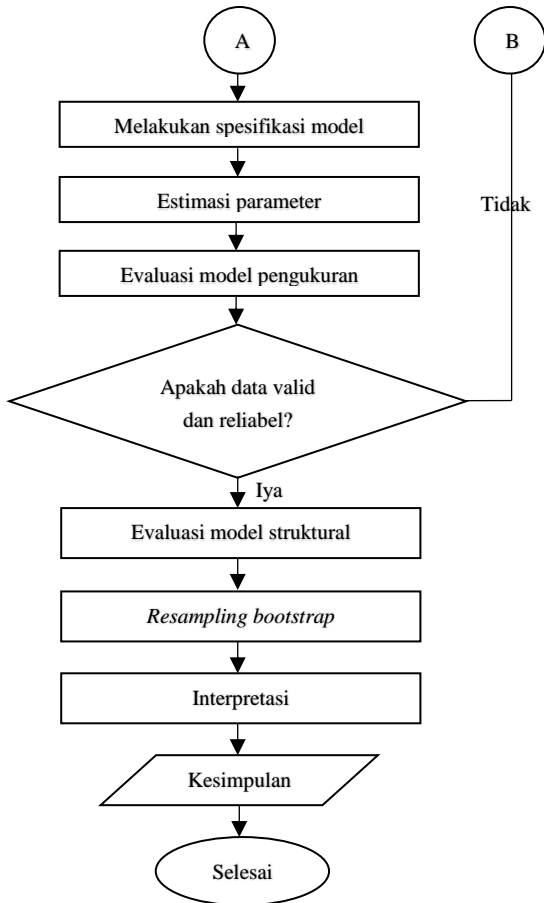 A
B
Melakukan spesifikasi model
Estimasi parameter
Tidak
Evaluasi model pengukuran
Apakah data valid
dan reliabel?
Iya
Evaluasi model struktural
Resampling bootstrap
Interpretasi
Kesimpulan
Selesai